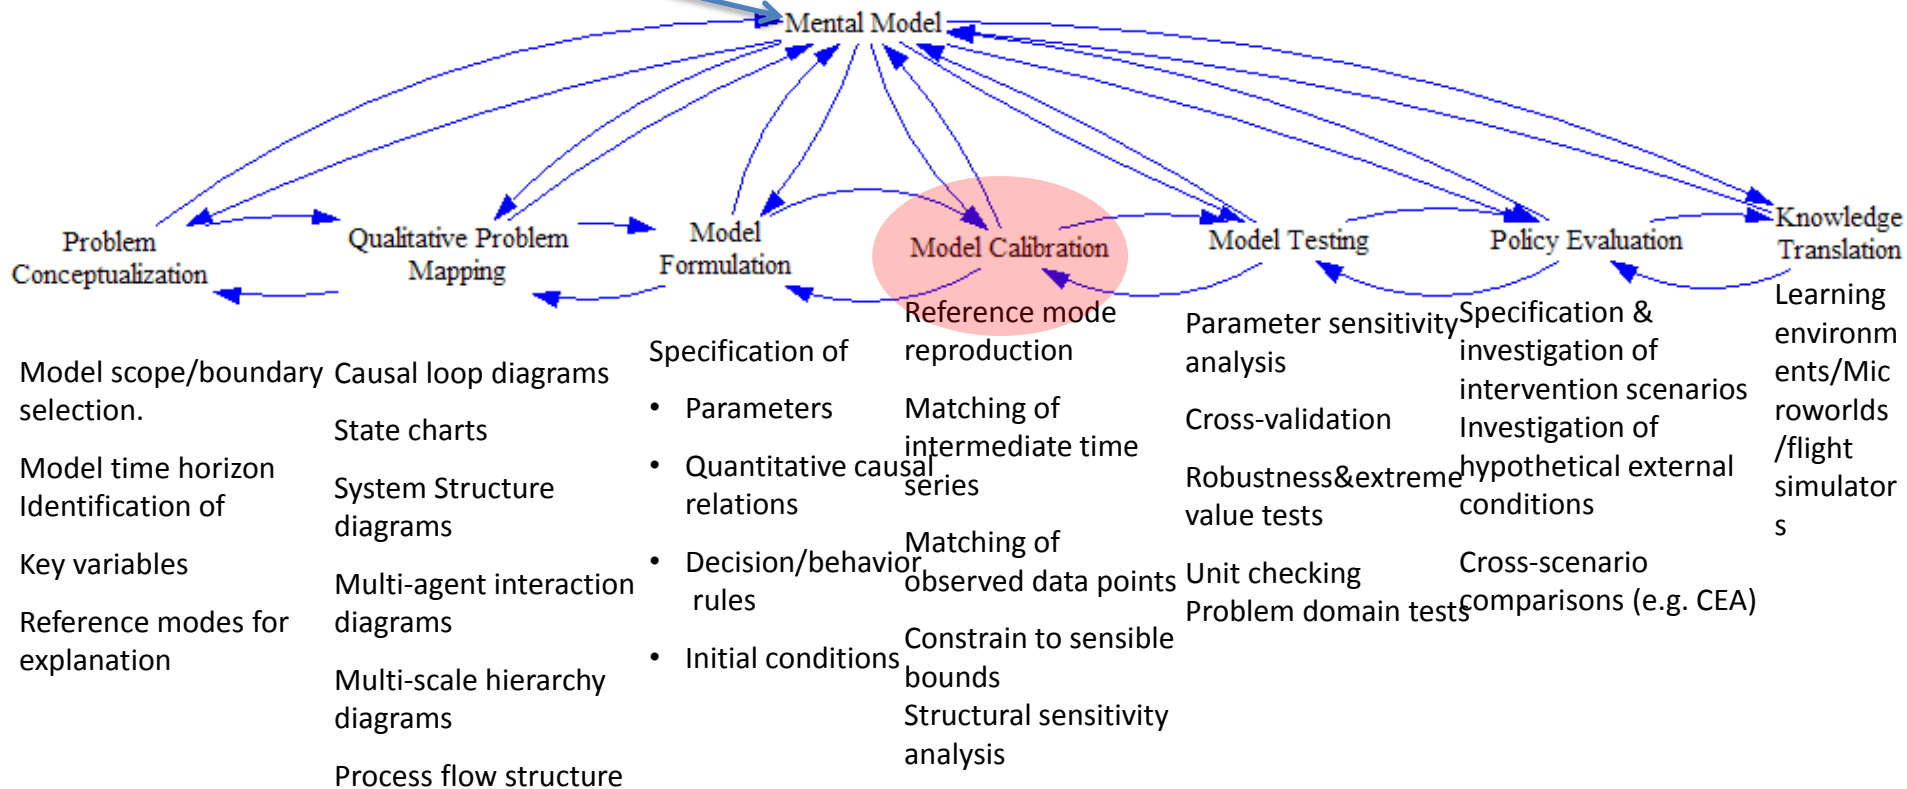 Mental Model
Problem
Conceptualization
Qualitative Problem
Mapping
Model
Formulation
Model Calibration
Model Testing
Policy Evaluation
Knowledge
Translation
Model scope/boundary
selection.
Model time horizon
Identification of
Key variables
Reference modes for
explanation
Causal loop diagrams
State charts
System Structure
diagrams
Multi-agent interaction
diagrams
Multi-scale hierarchy
diagrams
Process flow structure
Specification of
• Parameters
• Quantitative causal
relations
• Decision/behavior
rules
• Initial conditions
Reference mode
reproduction
Matching of
intermediate time
series
Matching of
observed data points
Constrain to sensible
bounds
Structural sensitivity
analysis
Parameter sensitivity
analysis
Cross-validation
Robustness&extreme
value tests
Unit checking
Problem domain tests
Specification &
investigation of
intervention scenarios
Investigation of
hypothetical external
conditions
Cross-scenario
comparisons (e.g. CEA)
Learning
environm
ents/Mic
roworlds
/flight
simulator
s